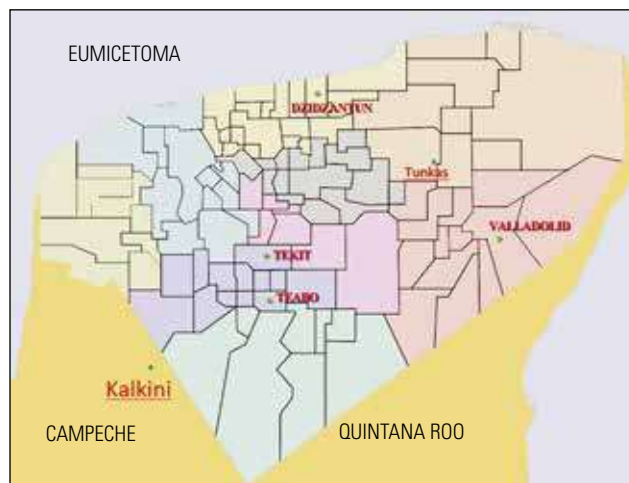 EUMICETOMA
DZIDZANTUN
Tunkas
VALLADOLID
TEKIT
TEABO
Kalkini
CAMPECHE
QUINTANA ROO